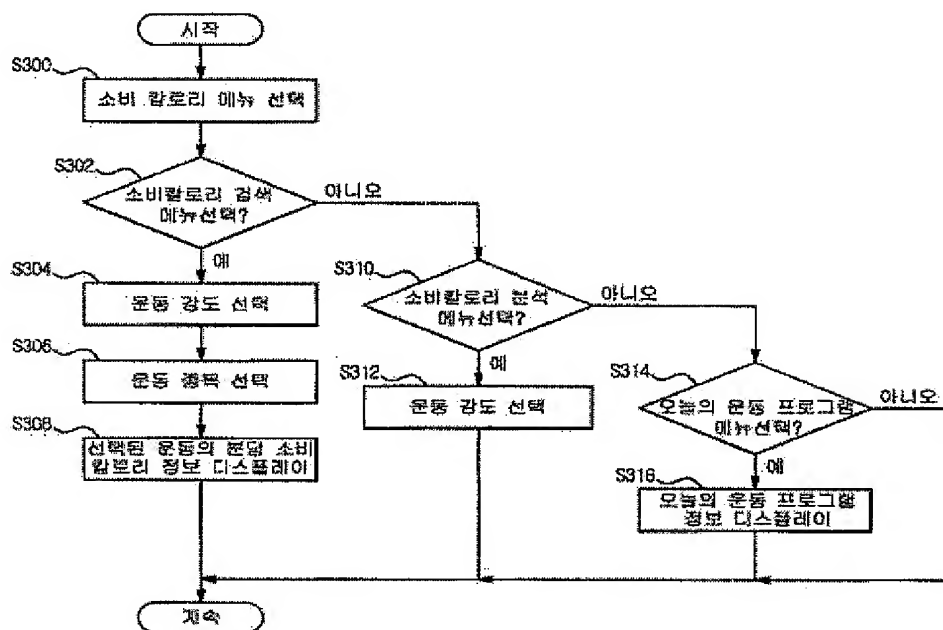 시작
S300
소비 칼로리 메뉴 선택
S302
소비칼로리 검색
메뉴선택?
아니오
예
S304
운동 강도 선택
S306
운동 종목 선택
S308
선택된 운동의 분당 소비
칼로리 정보 디스플레이
S310
소비칼로리 분석
메뉴선택?
아니오
예
S312
운동 강도 선택
S314
오늘의 운동 프로그램
메뉴선택?
아니오
예
S316
오늘의 운동 프로그램
정보 디스플레이
계속